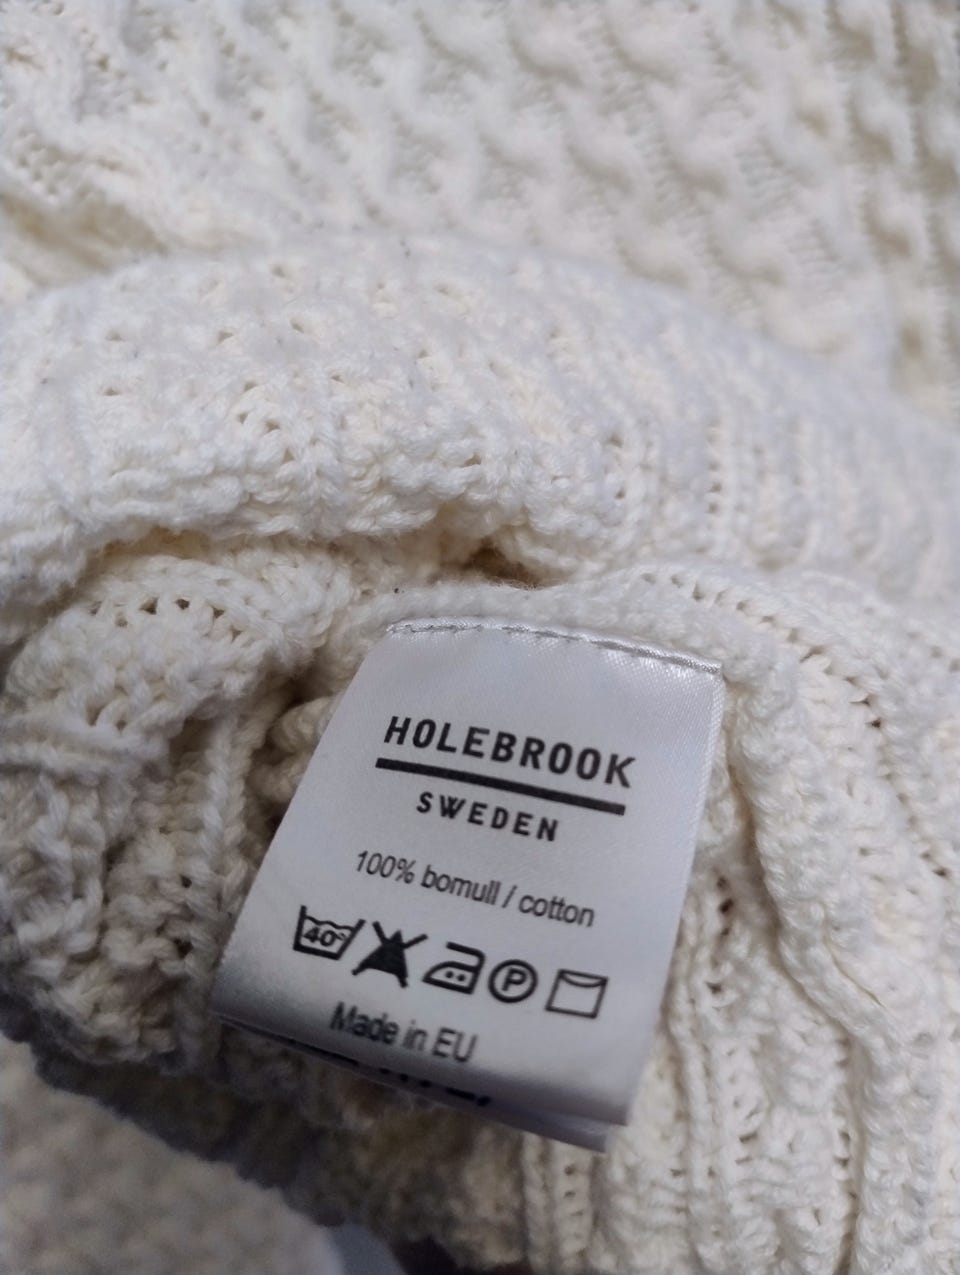 HOLEBROOK
SWEDEN
100% bomull / cotton
40° P
Made in EU